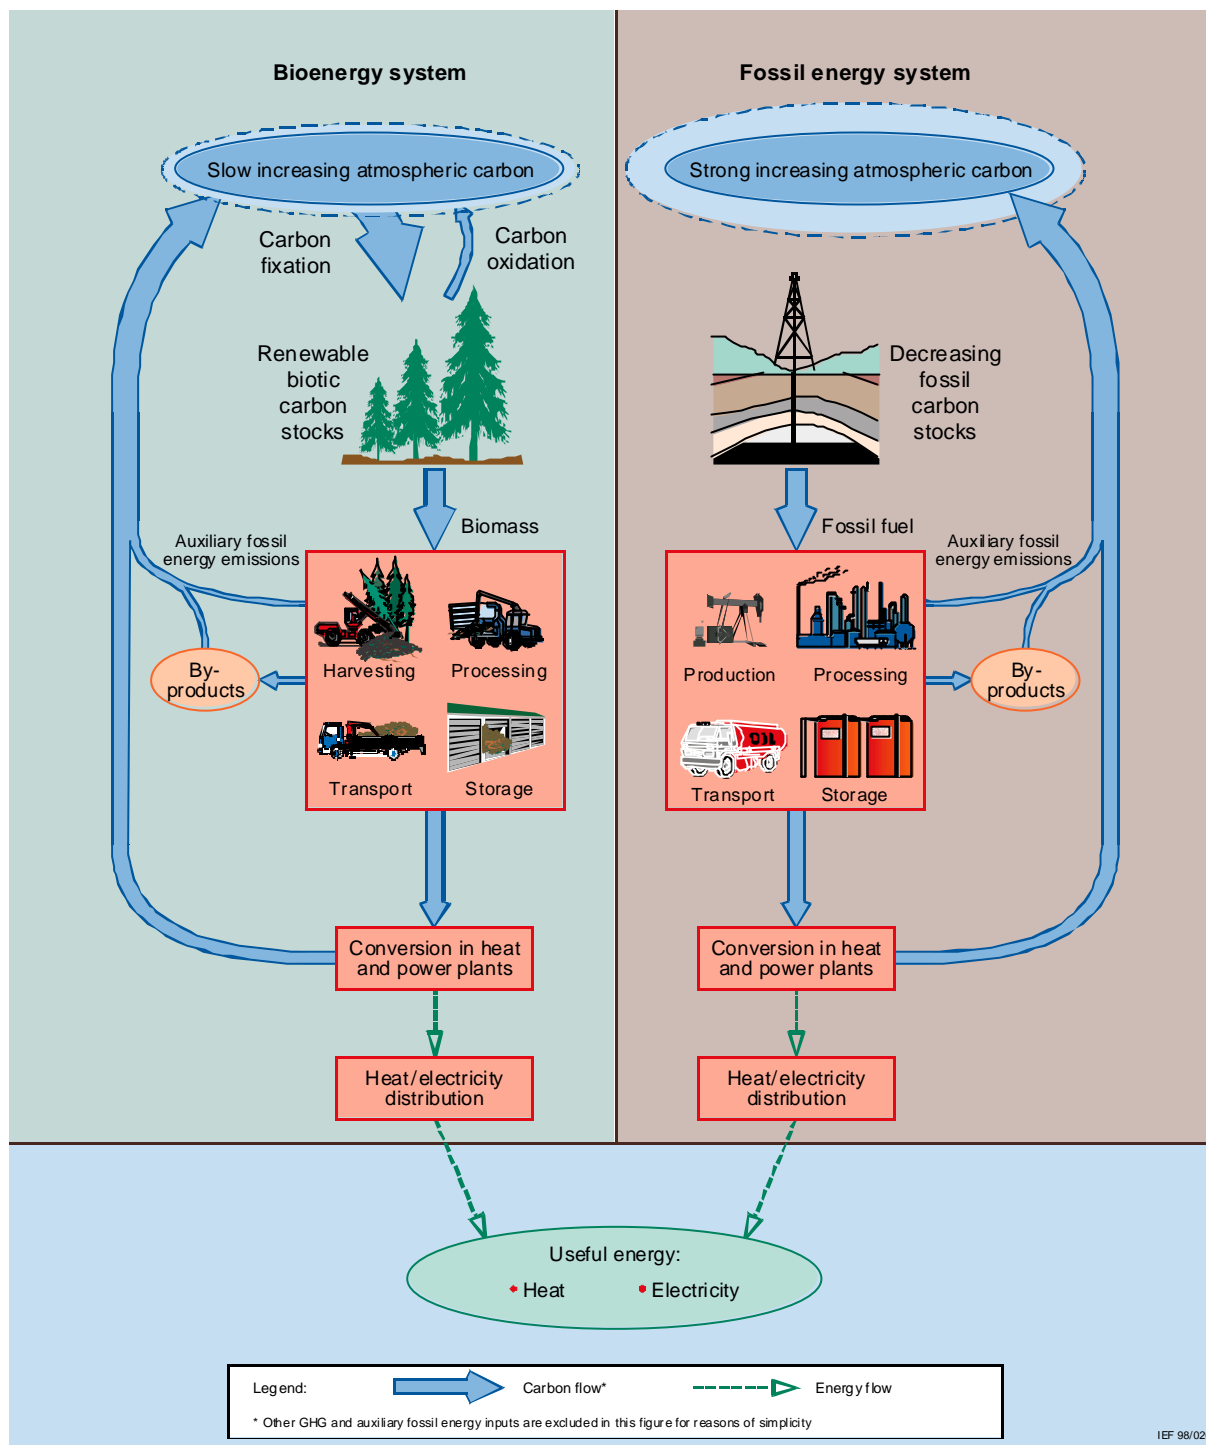 Bioenergy system
Slow increasing atmospheric carbon
Carbon
fixation
Carbon
oxidation
Renewable
biotic
carbon
stocks
Biomass
Auxiliary fossil
energy emissions
Harvesting
Processing
By-
products
Transport
Storage
Conversion in heat
and power plants
Heat/electricity
distribution
Fossil energy system
Strong increasing atmospheric carbon
Decreasing
fossil
carbon
stocks
Fossil fuel
Auxiliary fossil
energy emissions
Production
Processing
By-
products
OIL
Transport
Storage
Conversion in heat
and power plants
Heat/electricity
distribution
Useful energy:
Heat
Electricity
Legend:
Carbon flow*
Energy flow
* Other GHG and auxiliary fossil energy inputs are excluded in this figure for reasons of simplicity
IEF 98/020